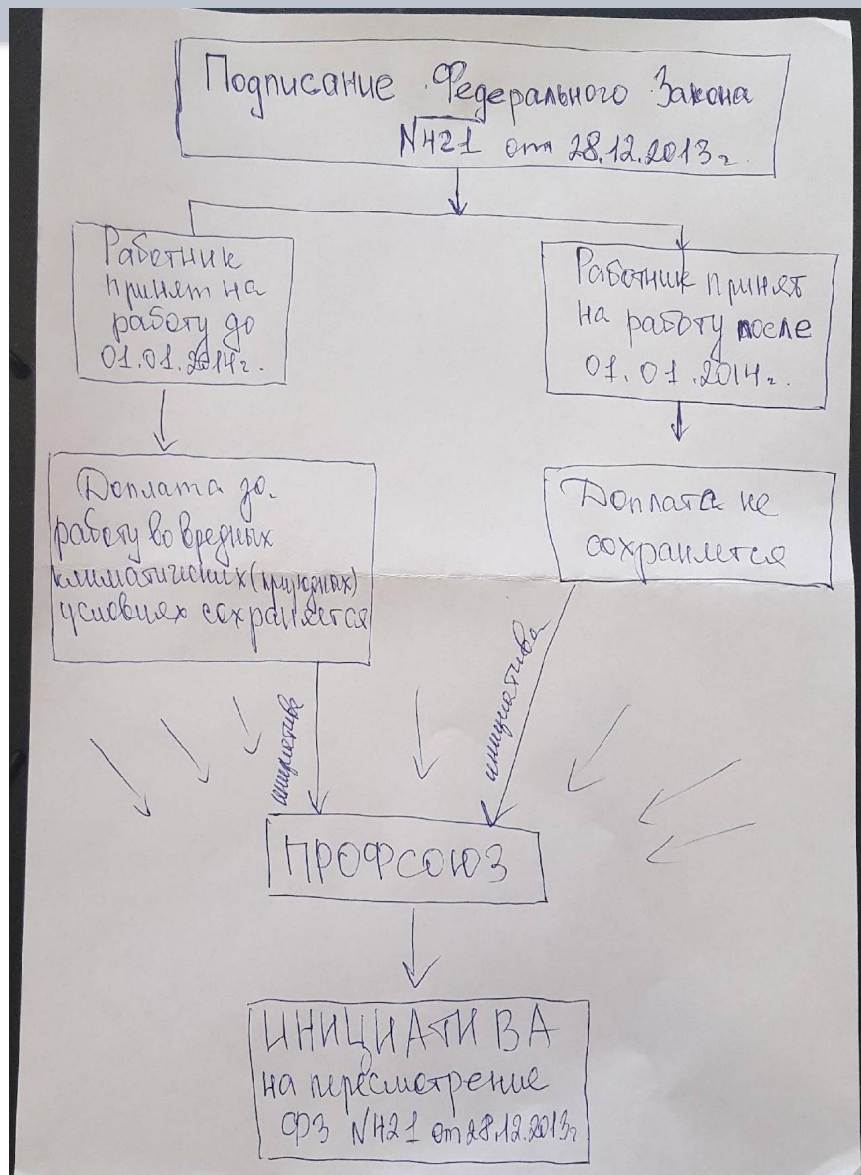 Подписание Федерального Закона
N421 от 28.12.2013г.
Работник
принят на
работу до
01.01.2014г.
Работник принят
на работу после
01.01.2014г.
Доплата за
работу во вредных
климатических (природных)
условиях сохраняется
Доплата не
сохраняется
инициатива
инициатива
ПРОФСОЮЗ
ИНИЦИАТИВА
на пересмотрение
ФЗ N421 от 28.12.2013г